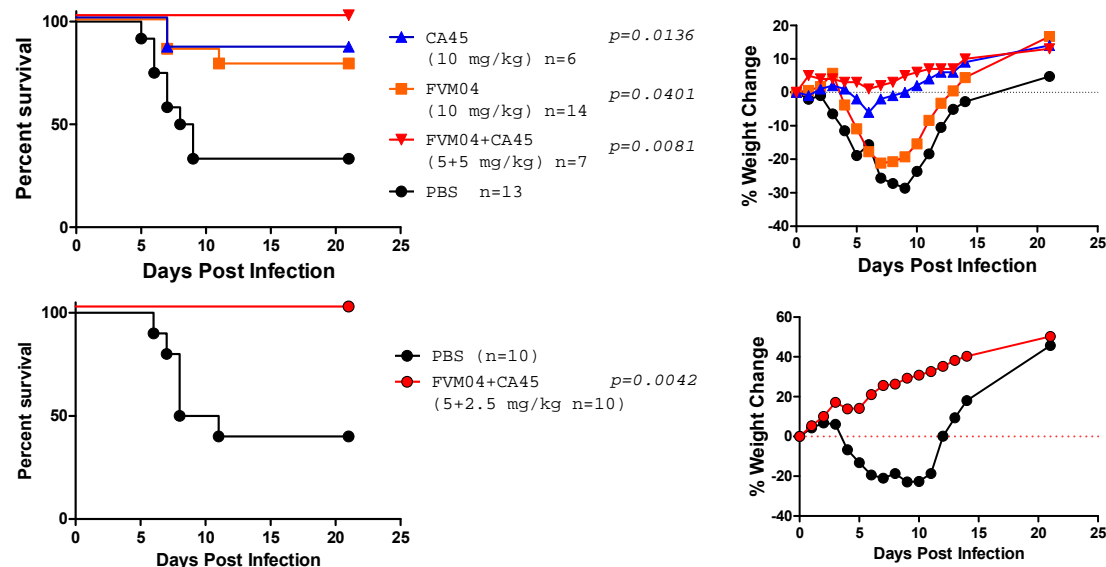 Percent survival
100
50
0
0 5 10 15 20 25
Days Post Infection
CA45 p=0.0136
(10 mg/kg) n=6
FVM04 p=0.0401
(10 mg/kg) n=14
FVM04+CA45 p=0.0081
(5+5 mg/kg) n=7
PBS n=13
% Weight Change
20
10
0
-10
-20
-30
-40
0 5 10 15 20 25
Days Post Infection
Percent survival
100
50
0
0 5 10 15 20 25
Days Post Infection
PBS (n=10)
FVM04+CA45 p=0.0042
(5+2.5 mg/kg n=10)
% Weight Change
60
40
20
0
-20
-40
0 5 10 15 20 25
Days Post Infection